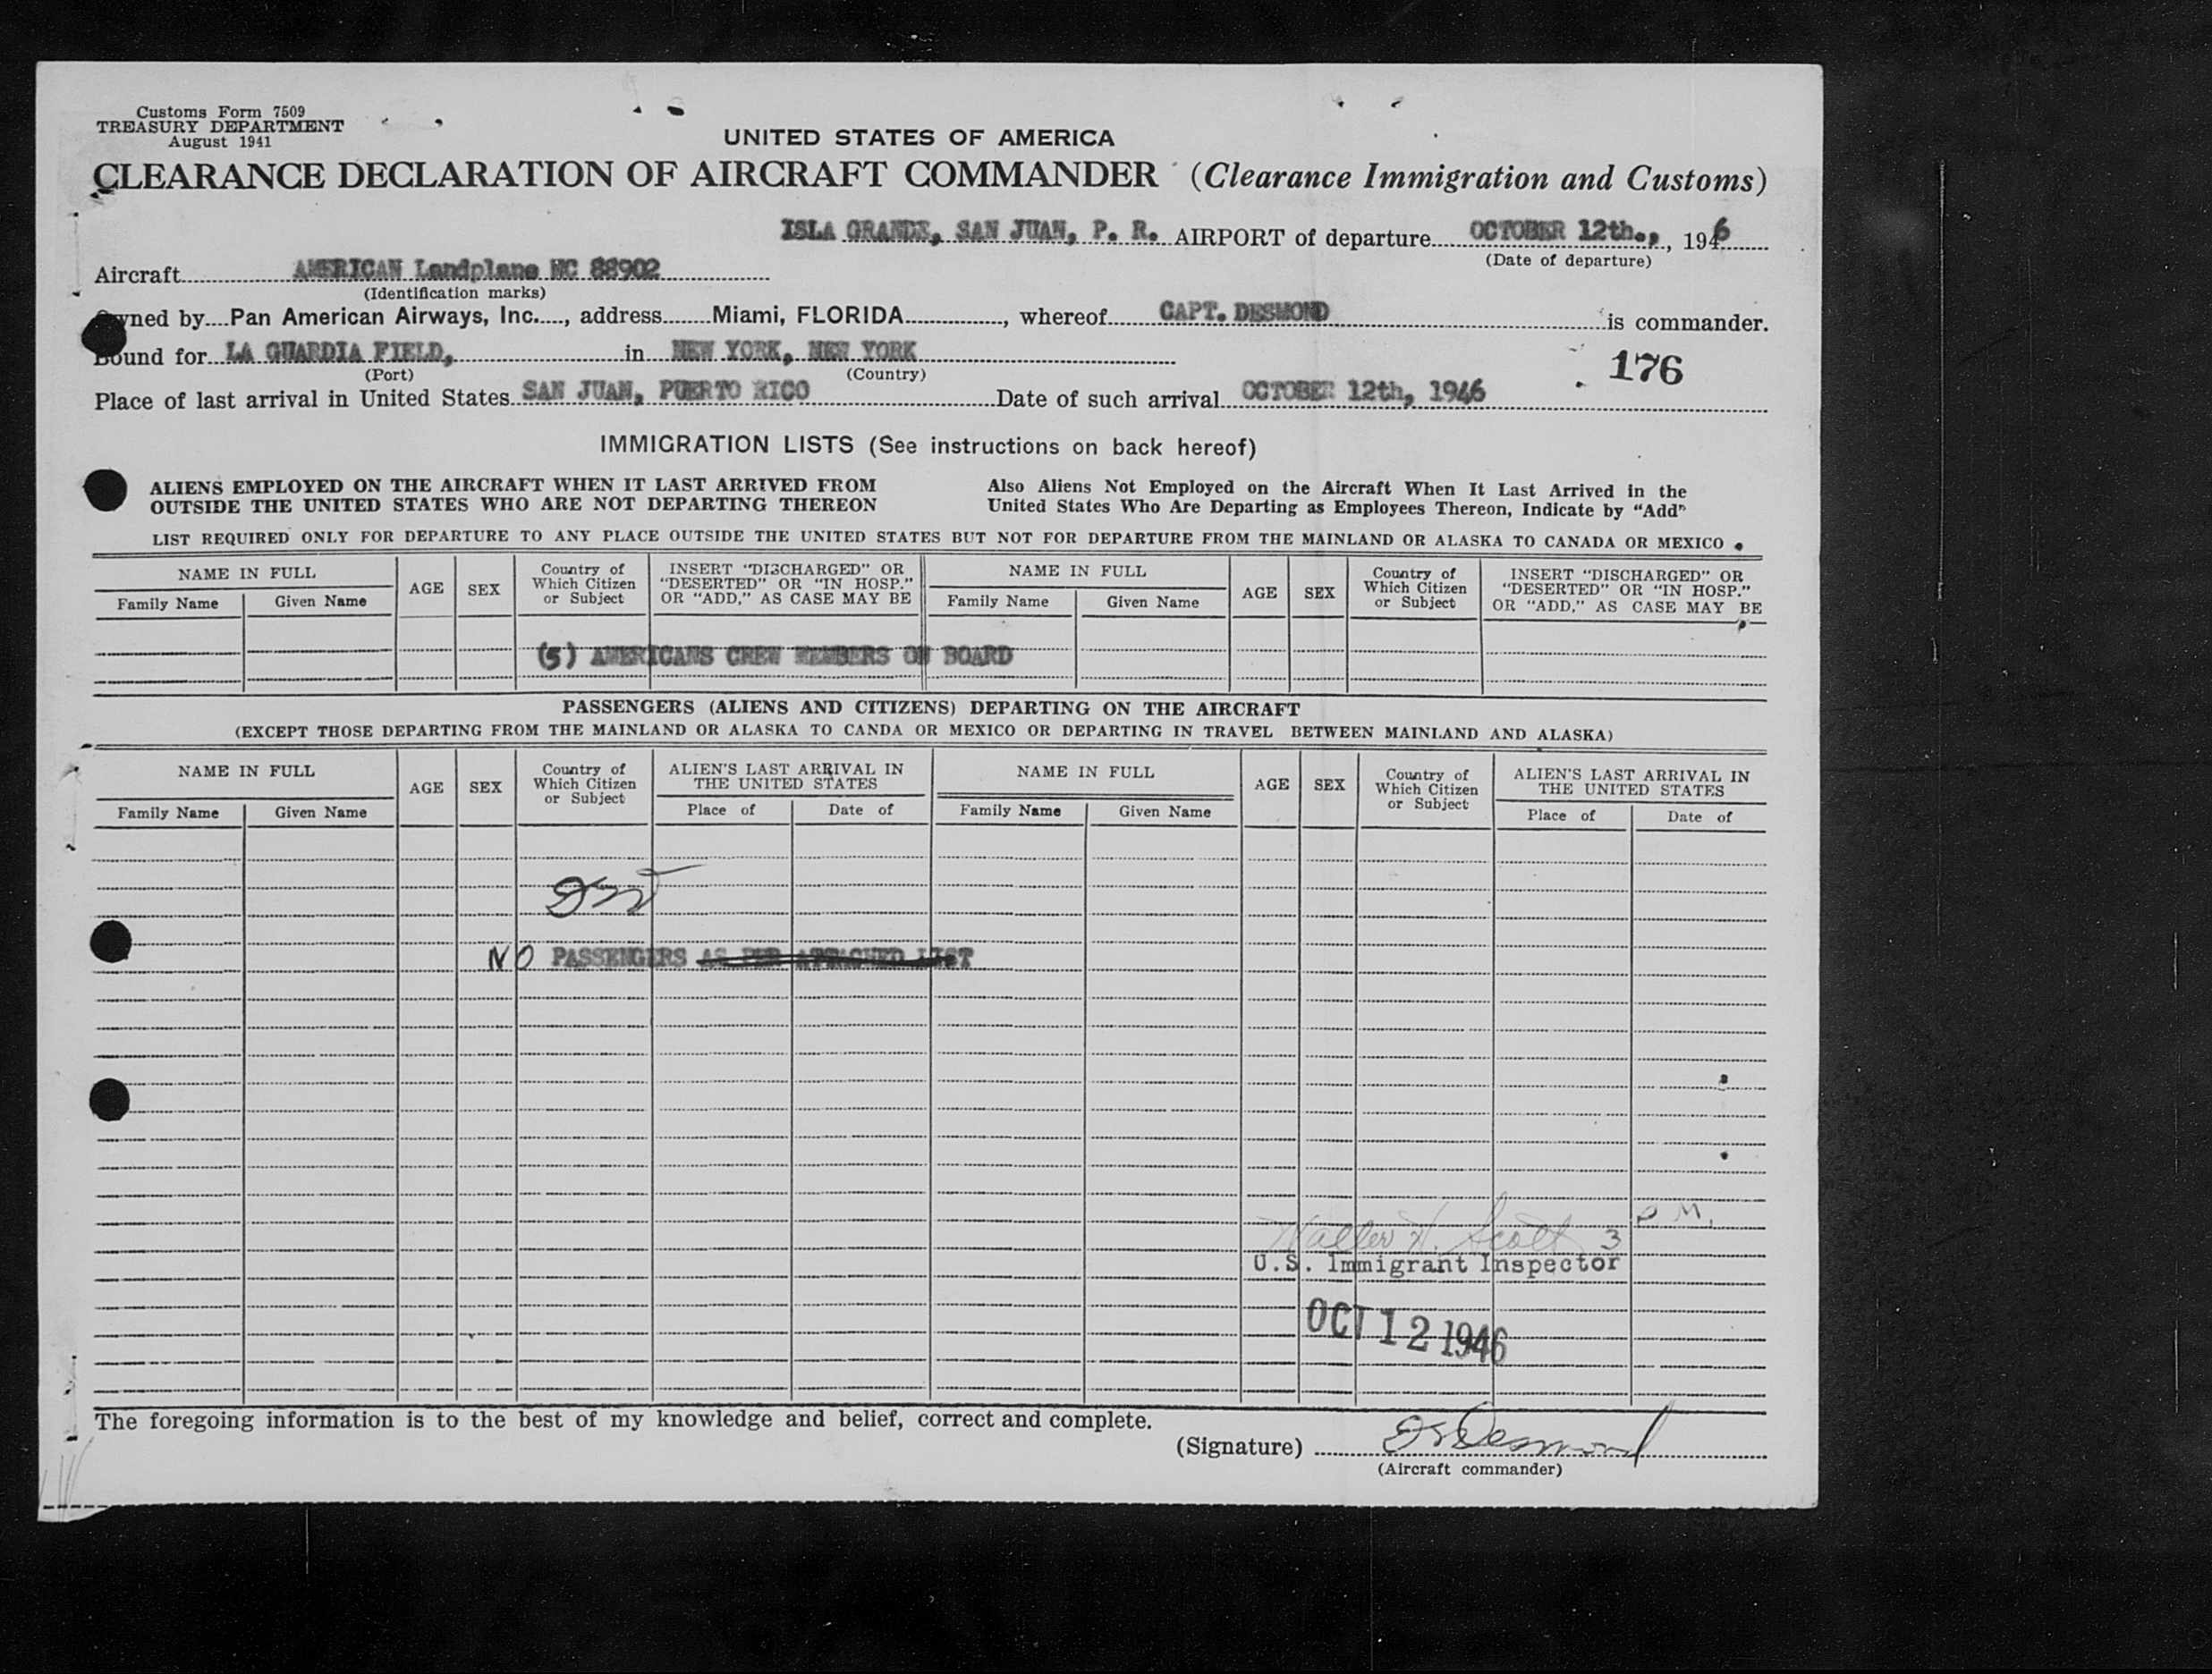 Customs Form 7509
TREASURY DEPARTMENT
August 1941
UNITED STATES OF AMERICA
CLEARANCE DECLARATION OF AIRCRAFT COMMANDER (Clearance Immigration and Customs)
ISLA GRANDE, SAN JUAN, P. R. AIRPORT of departure OCTOBER 12th., , 1946
(Date of departure)
Aircraft AMERICAN Landplane NC 88902
(Identification marks)
Owned by Pan American Airways, Inc., address Miami, FLORIDA, whereof CAPT. DESMOND is commander.
Bound for LA GUARDIA FIELD, in NEW YORK, NEW YORK
(Port) (Country)
176
Place of last arrival in United States SAN JUAN, PUERTO RICO Date of such arrival OCTOBER 12th, 1946
IMMIGRATION LISTS (See instructions on back hereof)
ALIENS EMPLOYED ON THE AIRCRAFT WHEN IT LAST ARRIVED FROM
OUTSIDE THE UNITED STATES WHO ARE NOT DEPARTING THEREON
Also Aliens Not Employed on the Aircraft When It Last Arrived in the
United States Who Are Departing as Employees Thereon, Indicate by "Add"
LIST REQUIRED ONLY FOR DEPARTURE TO ANY PLACE OUTSIDE THE UNITED STATES BUT NOT FOR DEPARTURE FROM THE MAINLAND OR ALASKA TO CANADA OR MEXICO
NAME IN FULL
Family Name Given Name
AGE
SEX
Country of
Which Citizen
or Subject
INSERT "DISCHARGED" OR
"DESERTED" OR "IN HOSP."
OR "ADD," AS CASE MAY BE
NAME IN FULL
Family Name Given Name
AGE
SEX
Country of
Which Citizen
or Subject
INSERT "DISCHARGED" OR
"DESERTED" OR "IN HOSP."
OR "ADD," AS CASE MAY BE
(5) AMERICANS CREW MEMBERS ON BOARD
PASSENGERS (ALIENS AND CITIZENS) DEPARTING ON THE AIRCRAFT
(EXCEPT THOSE DEPARTING FROM THE MAINLAND OR ALASKA TO CANDA OR MEXICO OR DEPARTING IN TRAVEL BETWEEN MAINLAND AND ALASKA)
NAME IN FULL
Family Name Given Name
AGE
SEX
Country of
Which Citizen
or Subject
ALIEN'S LAST ARRIVAL IN
THE UNITED STATES
Place of Date of
NAME IN FULL
Family Name Given Name
AGE
SEX
Country of
Which Citizen
or Subject
ALIEN'S LAST ARRIVAL IN
THE UNITED STATES
Place of Date of
NO PASSENGERS AS PER ATTACHED LIST
Walter H. Scott 3 P M.
U.S. Immigrant Inspector
OCT 12 1946
The foregoing information is to the best of my knowledge and belief, correct and complete.
(Signature) Desmond
(Aircraft commander)